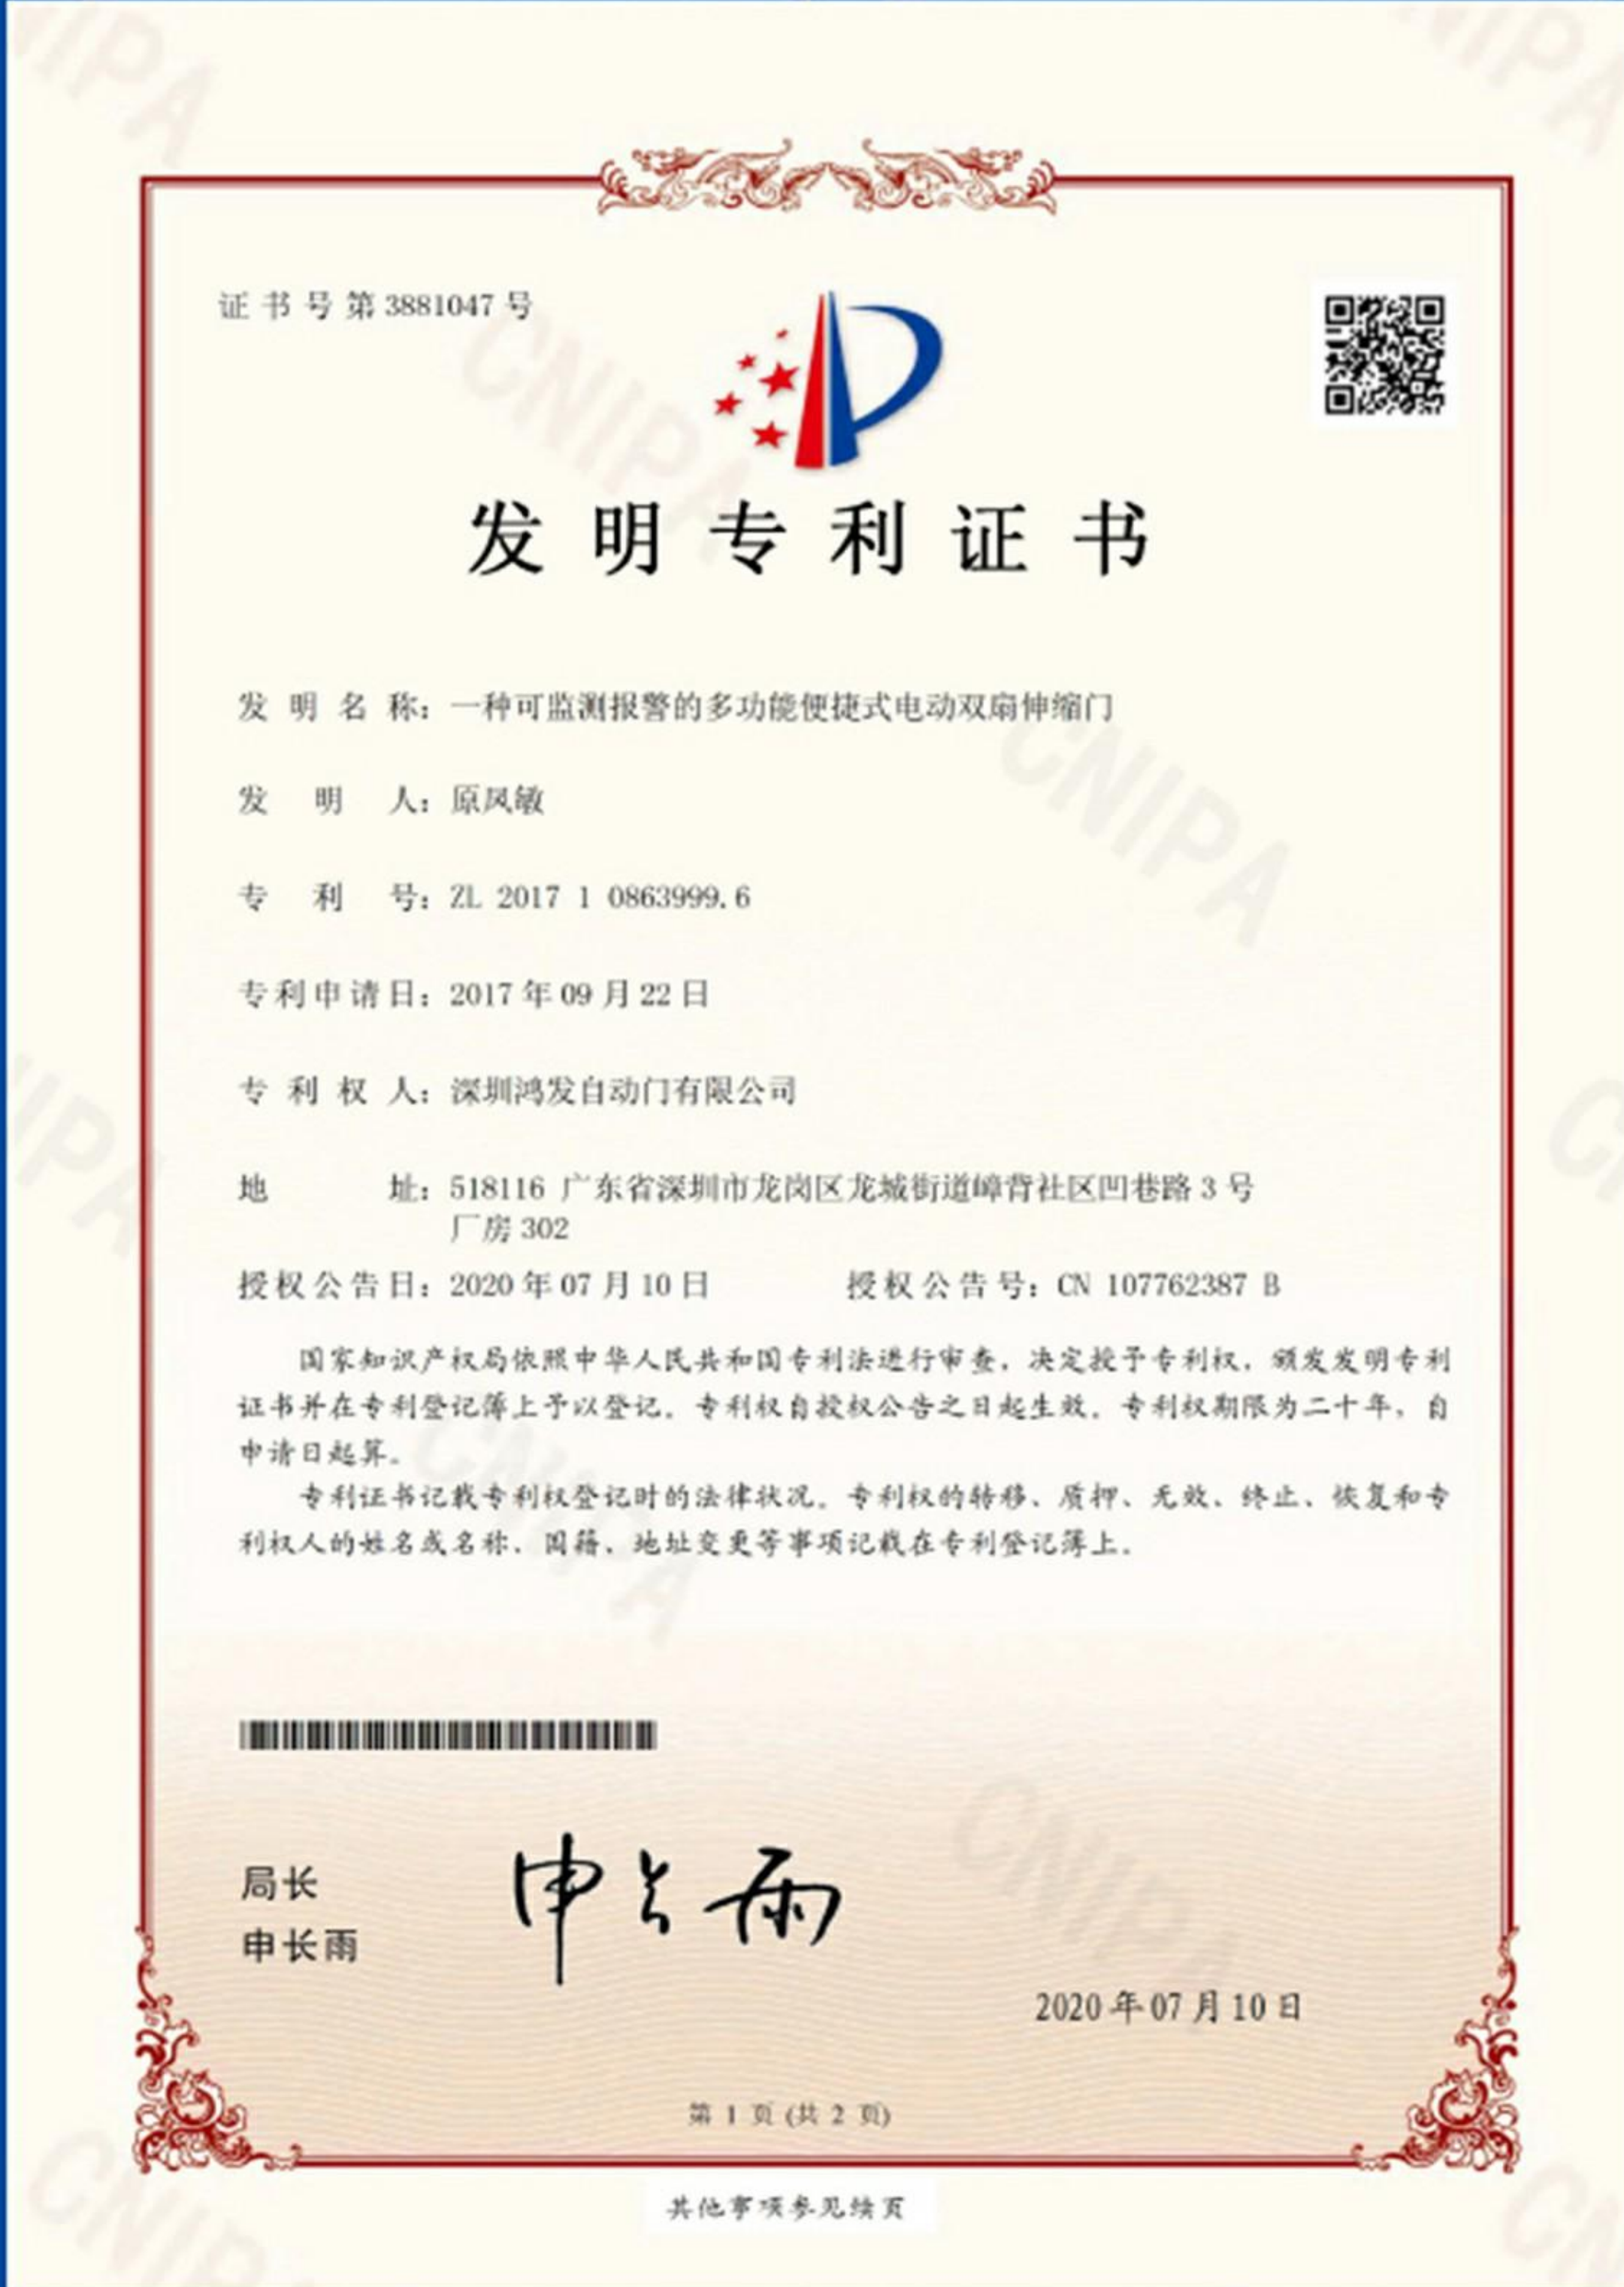 证书号第3881047号
发明专利证书
发明名称：一种可监测报警的多功能便捷式电动双扇伸缩门
发明人：原凤敏
专利号：ZL 2017 1 0863999.6
专利申请日：2017年09月22日
专利权人：深圳鸿发自动门有限公司
地址：518116 广东省深圳市龙岗区龙城街道嶂背社区凹巷路3号
厂房302
授权公告日：2020年07月10日 授权公告号：CN 107762387 B
国家知识产权局依照中华人民共和国专利法进行审查，决定授予专利权，颁发发明专利
证书并在专利登记簿上予以登记。专利权自授权公告之日起生效。专利权期限为二十年，自
申请日起算。
专利证书记载专利权登记时的法律状况。专利权的转移、质押、无效、终止、恢复和专
利权人的姓名或名称、国籍、地址变更等事项记载在专利登记簿上。
局长
申长雨
申长雨
2020年07月10日
第 1 页 (共 2 页)
其他事项参见续页
CNIPA
CNIPA
CNIPA
CNIPA